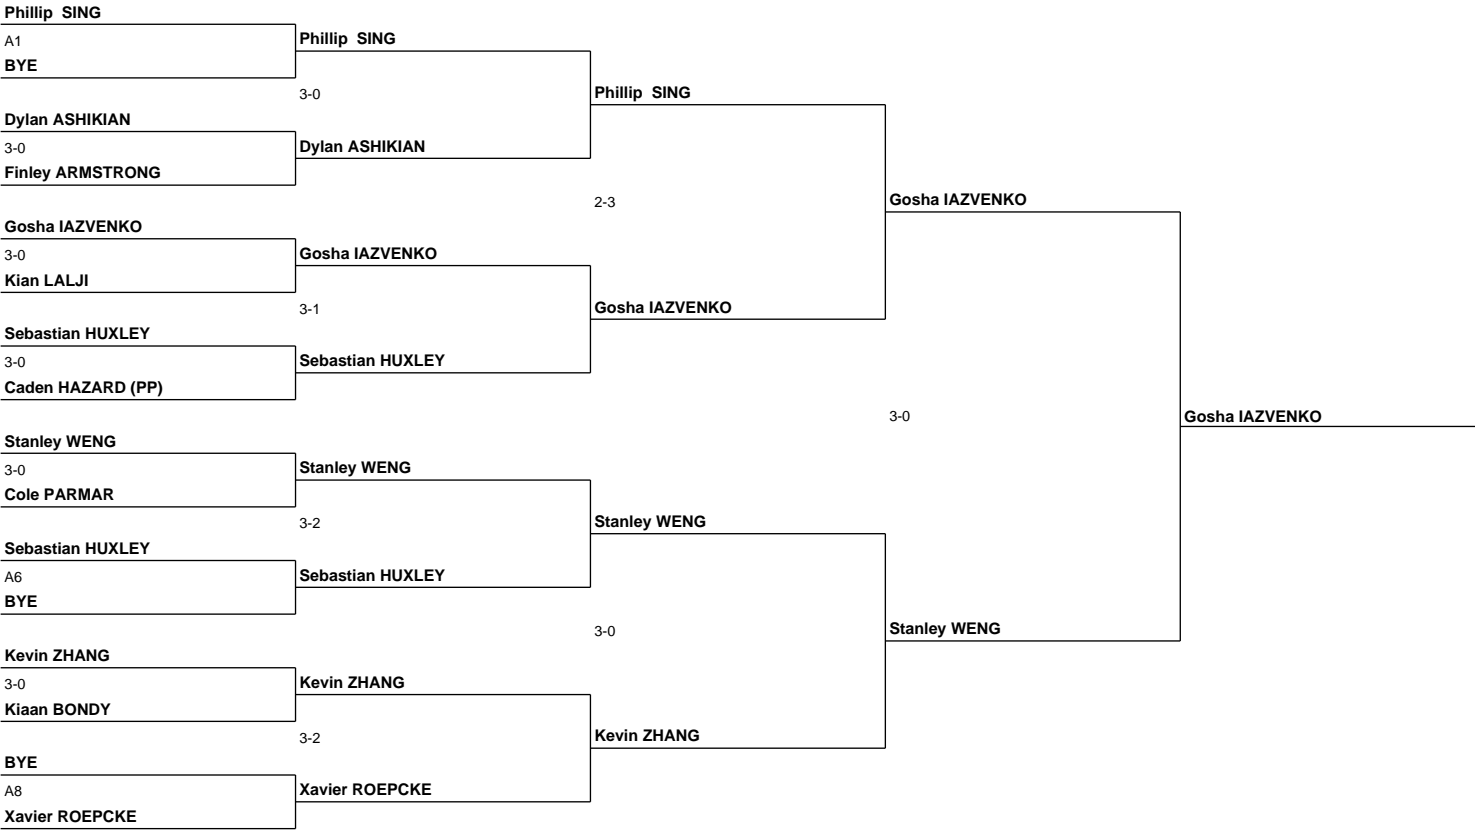 Phillip  SING
A1
BYE
Phillip  SING
3-0
Dylan ASHIKIAN
3-0
Finley ARMSTRONG
Dylan ASHIKIAN
Phillip  SING
2-3
Gosha IAZVENKO
3-0
Kian LALJI
Gosha IAZVENKO
3-1
Sebastian HUXLEY
3-0
Caden HAZARD (PP)
Sebastian HUXLEY
Gosha IAZVENKO
Gosha IAZVENKO
3-0
Gosha IAZVENKO
Stanley WENG
3-0
Cole PARMAR
Stanley WENG
3-2
Sebastian HUXLEY
A6
BYE
Sebastian HUXLEY
Stanley WENG
3-0
Stanley WENG
Kevin ZHANG
3-0
Kiaan BONDY
Kevin ZHANG
3-2
BYE
A8
Xavier ROEPCKE
Xavier ROEPCKE
Kevin ZHANG